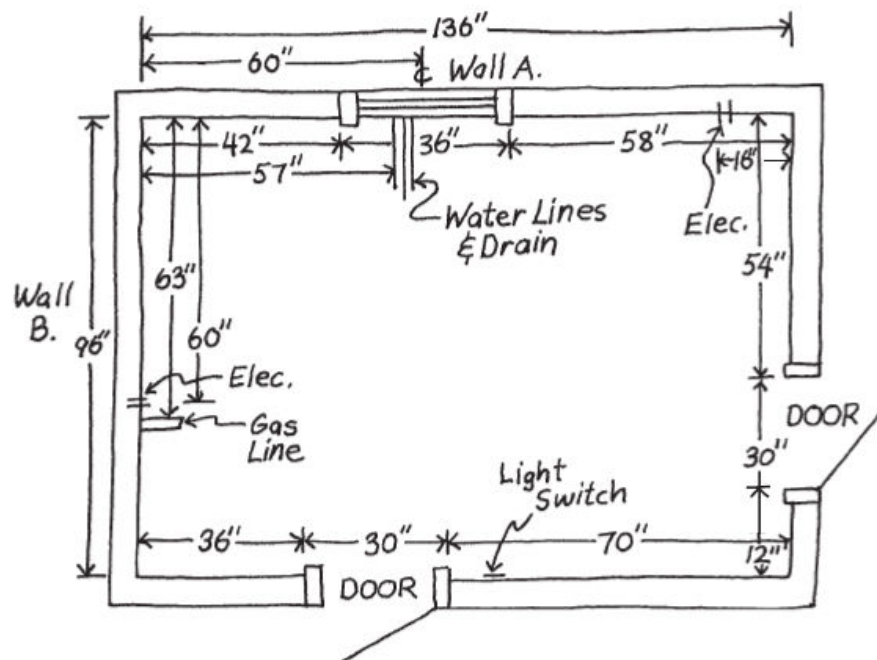 136"
60"
℄ Wall A.
42"
36"
58"
57"
16"
Water Lines
& Drain
Elec.
54"
63"
60"
Wall
B.
96"
Elec.
Gas
Line
DOOR
30"
Light
Switch
36"
30"
70"
12"
DOOR